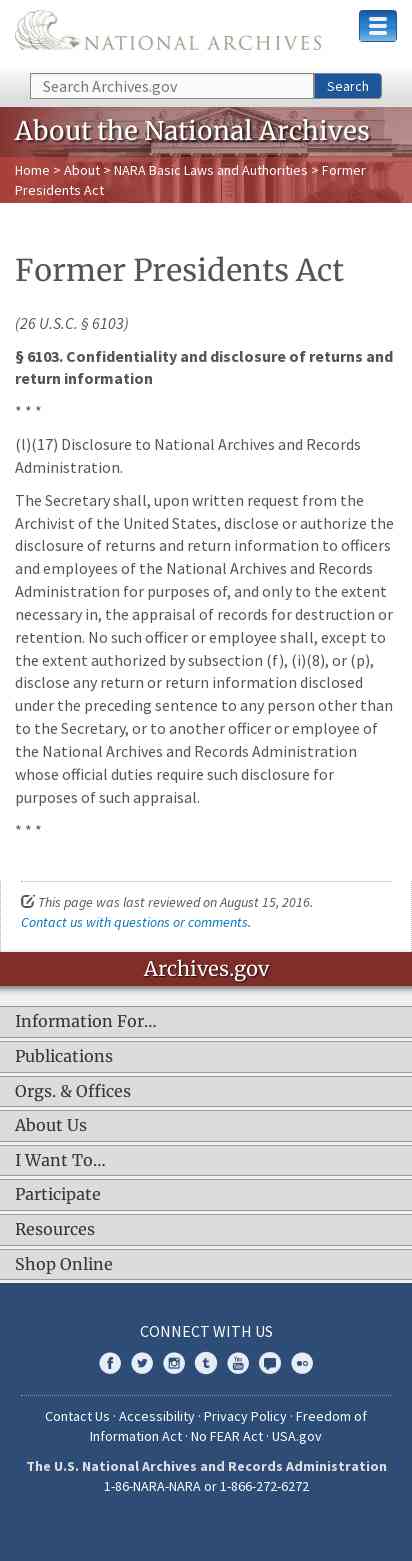 NATIONAL ARCHIVES
Search Archives.gov
Search
About the National Archives
Home > About > NARA Basic Laws and Authorities > Former
Presidents Act
Former Presidents Act
(26 U.S.C. § 6103)
§ 6103. Confidentiality and disclosure of returns and
return information
* * *
(l)(17) Disclosure to National Archives and Records
Administration.
The Secretary shall, upon written request from the
Archivist of the United States, disclose or authorize the
disclosure of returns and return information to officers
and employees of the National Archives and Records
Administration for purposes of, and only to the extent
necessary in, the appraisal of records for destruction or
retention. No such officer or employee shall, except to
the extent authorized by subsection (f), (i)(8), or (p),
disclose any return or return information disclosed
under the preceding sentence to any person other than
to the Secretary, or to another officer or employee of
the National Archives and Records Administration
whose official duties require such disclosure for
purposes of such appraisal.
* * *
This page was last reviewed on August 15, 2016.
Contact us with questions or comments.
Archives.gov
Information For…
Publications
Orgs. & Offices
About Us
I Want To…
Participate
Resources
Shop Online
CONNECT WITH US
Contact Us · Accessibility · Privacy Policy · Freedom of
Information Act · No FEAR Act · USA.gov
The U.S. National Archives and Records Administration
1-86-NARA-NARA or 1-866-272-6272